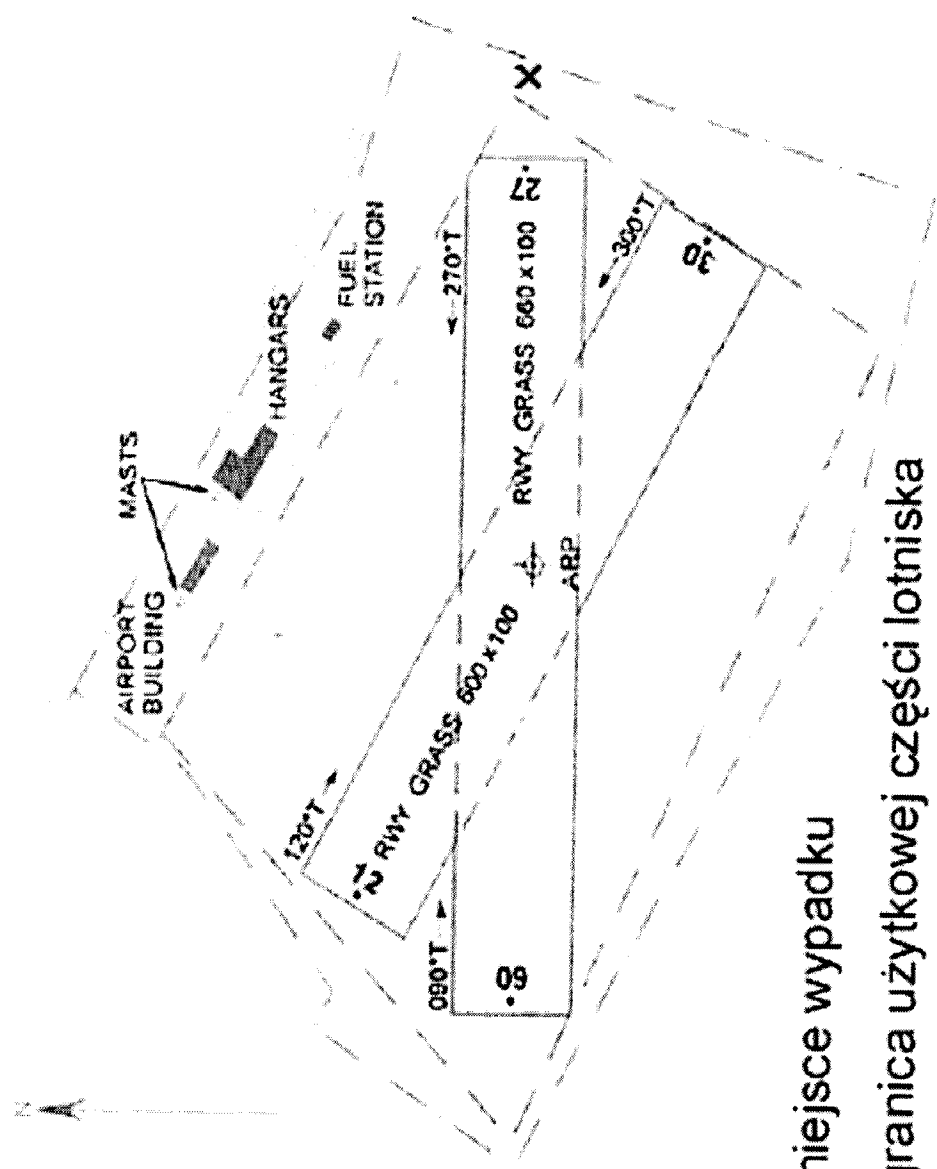 N
MASTS
AIRPORT
BUILDING
HANGARS
FUEL
STATION
X
120°T
12
RWY GRASS 600x100
270°T
27
RWY GRASS 660x100
090°T
09
300°T
30
ARP
miejsce wypadku
granica użytkowej części lotniska